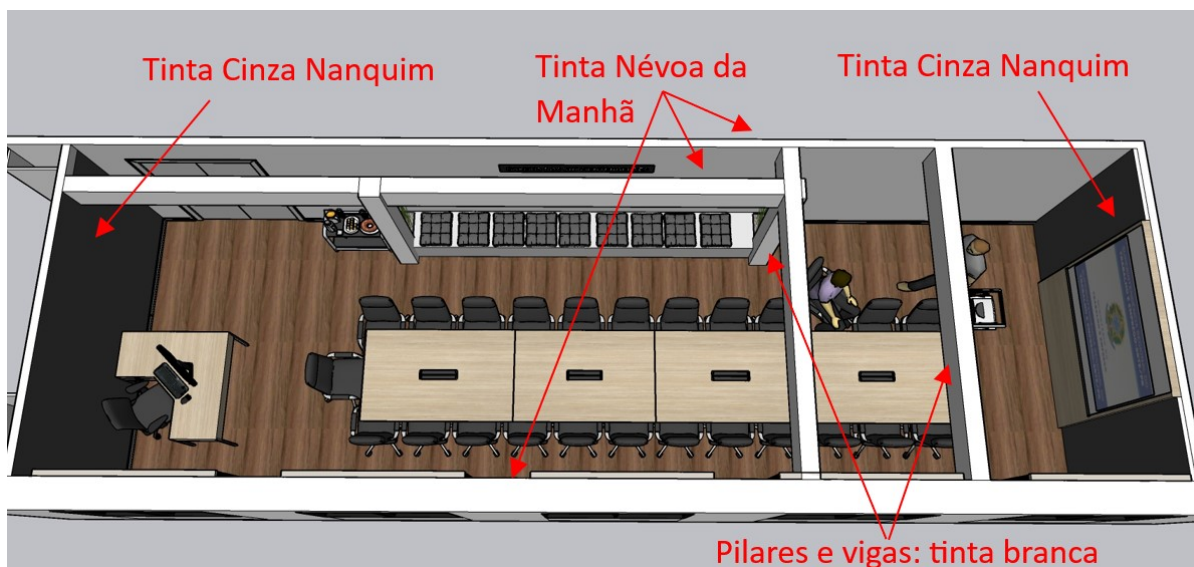 Tinta Cinza Nanquim
Tinta Névoa da
Manhã
Tinta Cinza Nanquim
Pilares e vigas: tinta branca